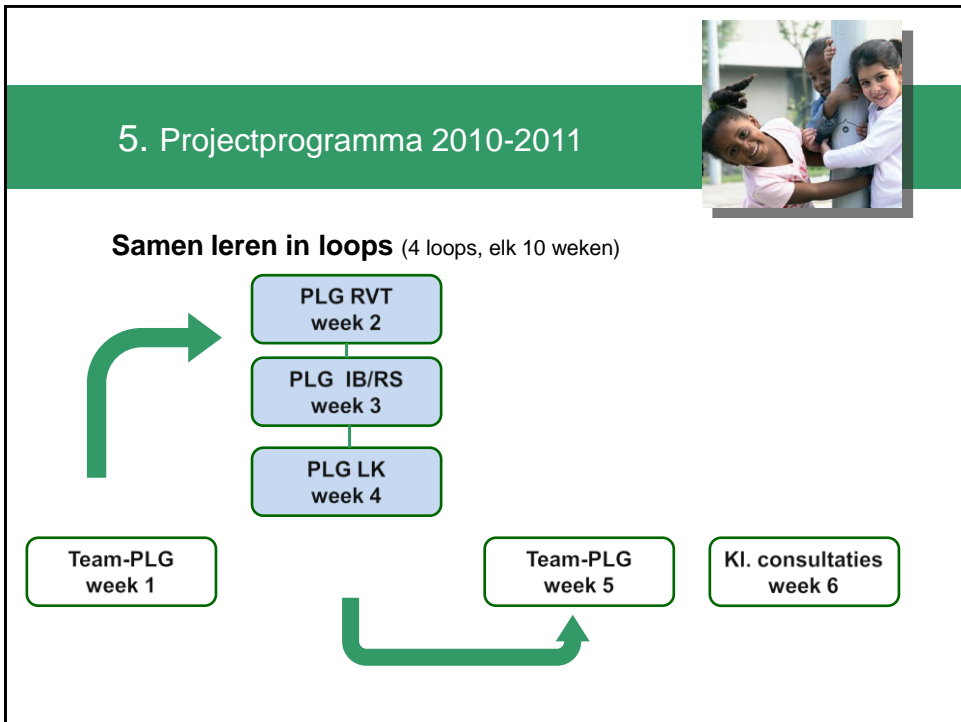 5. Projectprogramma 2010-2011
Samen leren in loops (4 loops, elk 10 weken)
PLG RVT
week 2
PLG IB/RS
week 3
PLG LK
week 4
Team-PLG
week 1
Team-PLG
week 5
Kl. consultaties
week 6